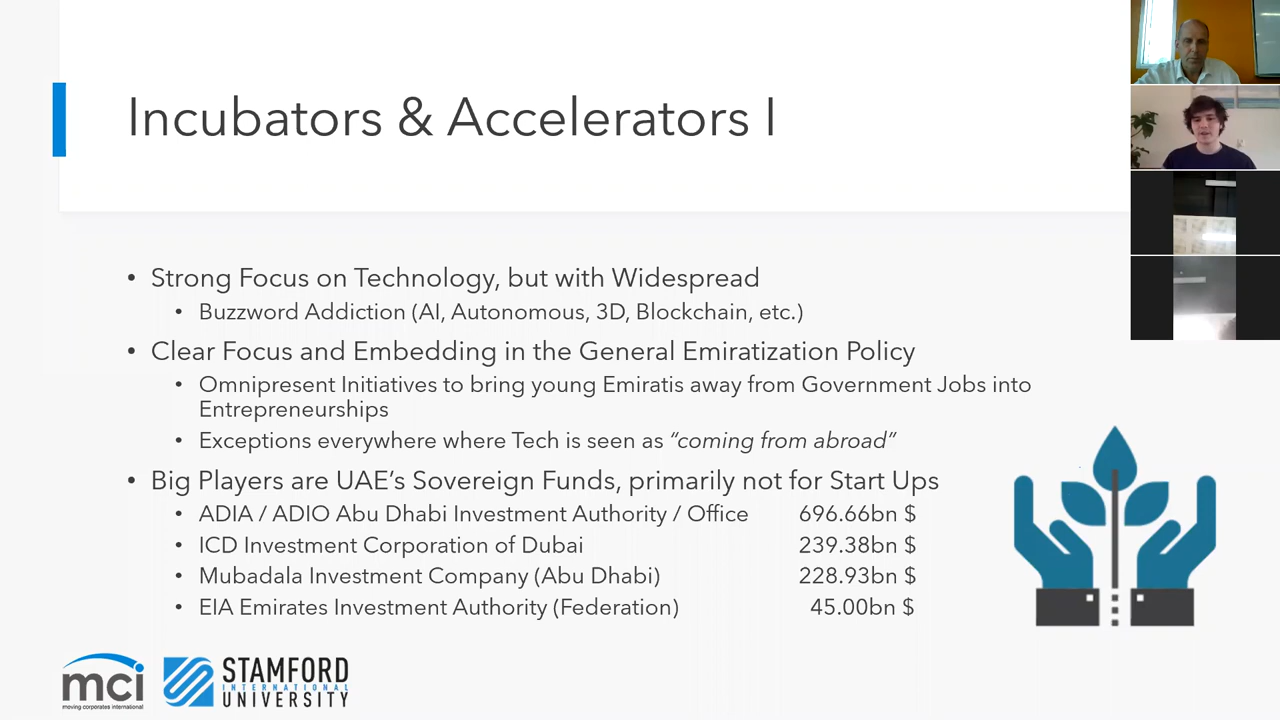 Incubators & Accelerators I
• Strong Focus on Technology, but with Widespread
• Buzzword Addiction (AI, Autonomous, 3D, Blockchain, etc.)
• Clear Focus and Embedding in the General Emiratization Policy
• Omnipresent Initiatives to bring young Emiratis away from Government Jobs into
Entrepreneurships
• Exceptions everywhere where Tech is seen as “coming from abroad”
• Big Players are UAE’s Sovereign Funds, primarily not for Start Ups
• ADIA / ADIO Abu Dhabi Investment Authority / Office 696.66bn $
• ICD Investment Corporation of Dubai 239.38bn $
• Mubadala Investment Company (Abu Dhabi) 228.93bn $
• EIA Emirates Investment Authority (Federation) 45.00bn $
mci
moving corporates international
STAMFORD
INTERNATIONAL
UNIVERSITY